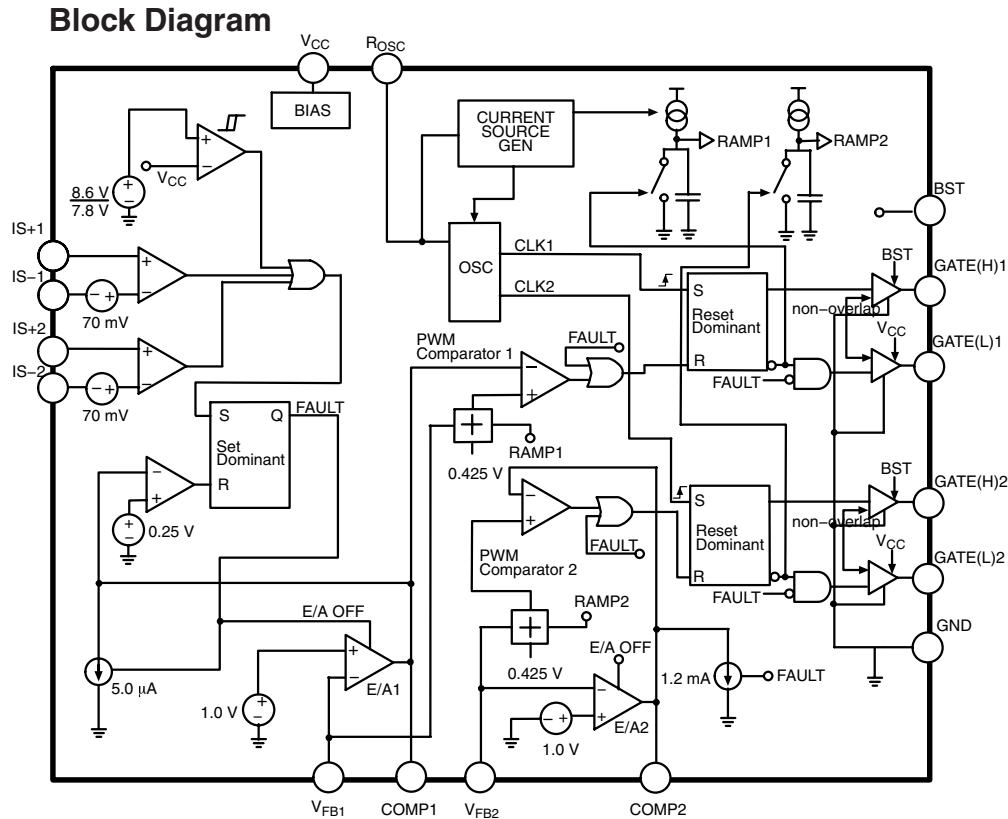 Block Diagram
VCC
ROSC
BIAS
CURRENT
SOURCE
GEN
RAMP1
RAMP2
+
−
VCC
8.6 V
7.8 V
+
−
BST
IS+1
IS−1
− +
70 mV
+
−
OSC
CLK1
CLK2
S
Reset
Dominant
R
BST
non−overlap
GATE(H)1
VCC
GATE(L)1
FAULT
IS+2
IS−2
− +
70 mV
+
−
PWM
Comparator 1
−
+
FAULT
+
RAMP1
0.425 V
S
Q
FAULT
Set
Dominant
R
−
+
+
−
0.25 V
−
+
PWM
Comparator 2
FAULT
S
Reset
Dominant
R
BST
non−overlap
GATE(H)2
VCC
GATE(L)2
FAULT
+
RAMP2
0.425 V
E/A OFF
+
−
E/A1
5.0 μA
1.0 V
+
−
E/A OFF
−
+
E/A2
− +
1.0 V
1.2 mA
FAULT
GND
VFB1
COMP1
VFB2
COMP2